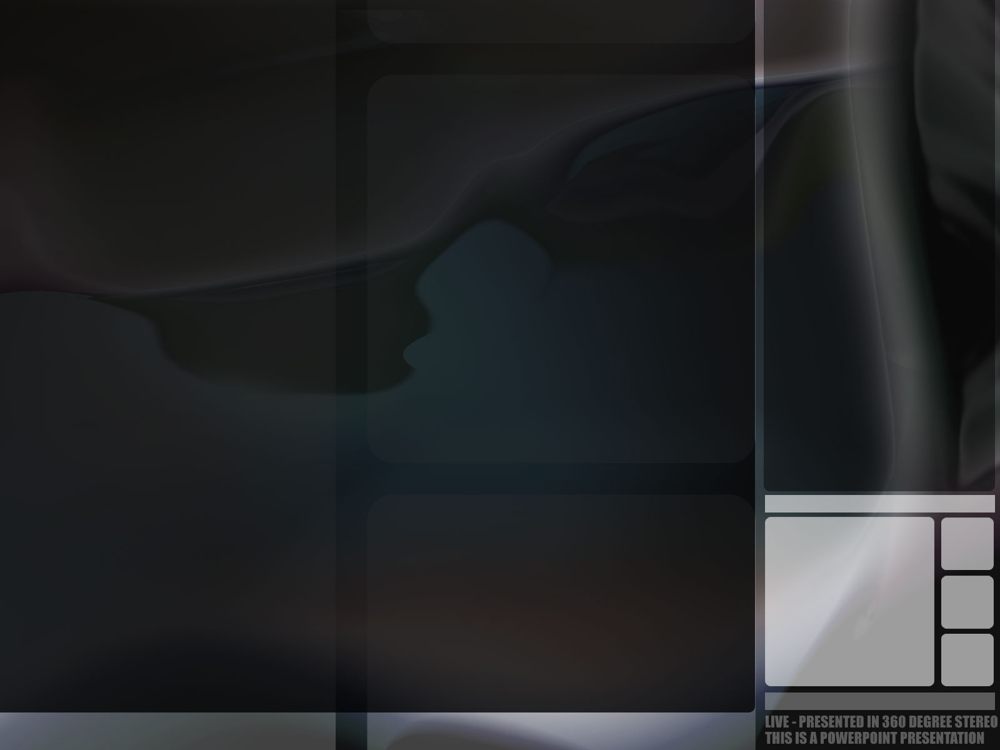 LIVE - PRESENTED IN 360 DEGREE STEREO
THIS IS A POWERPOINT PRESENTATION